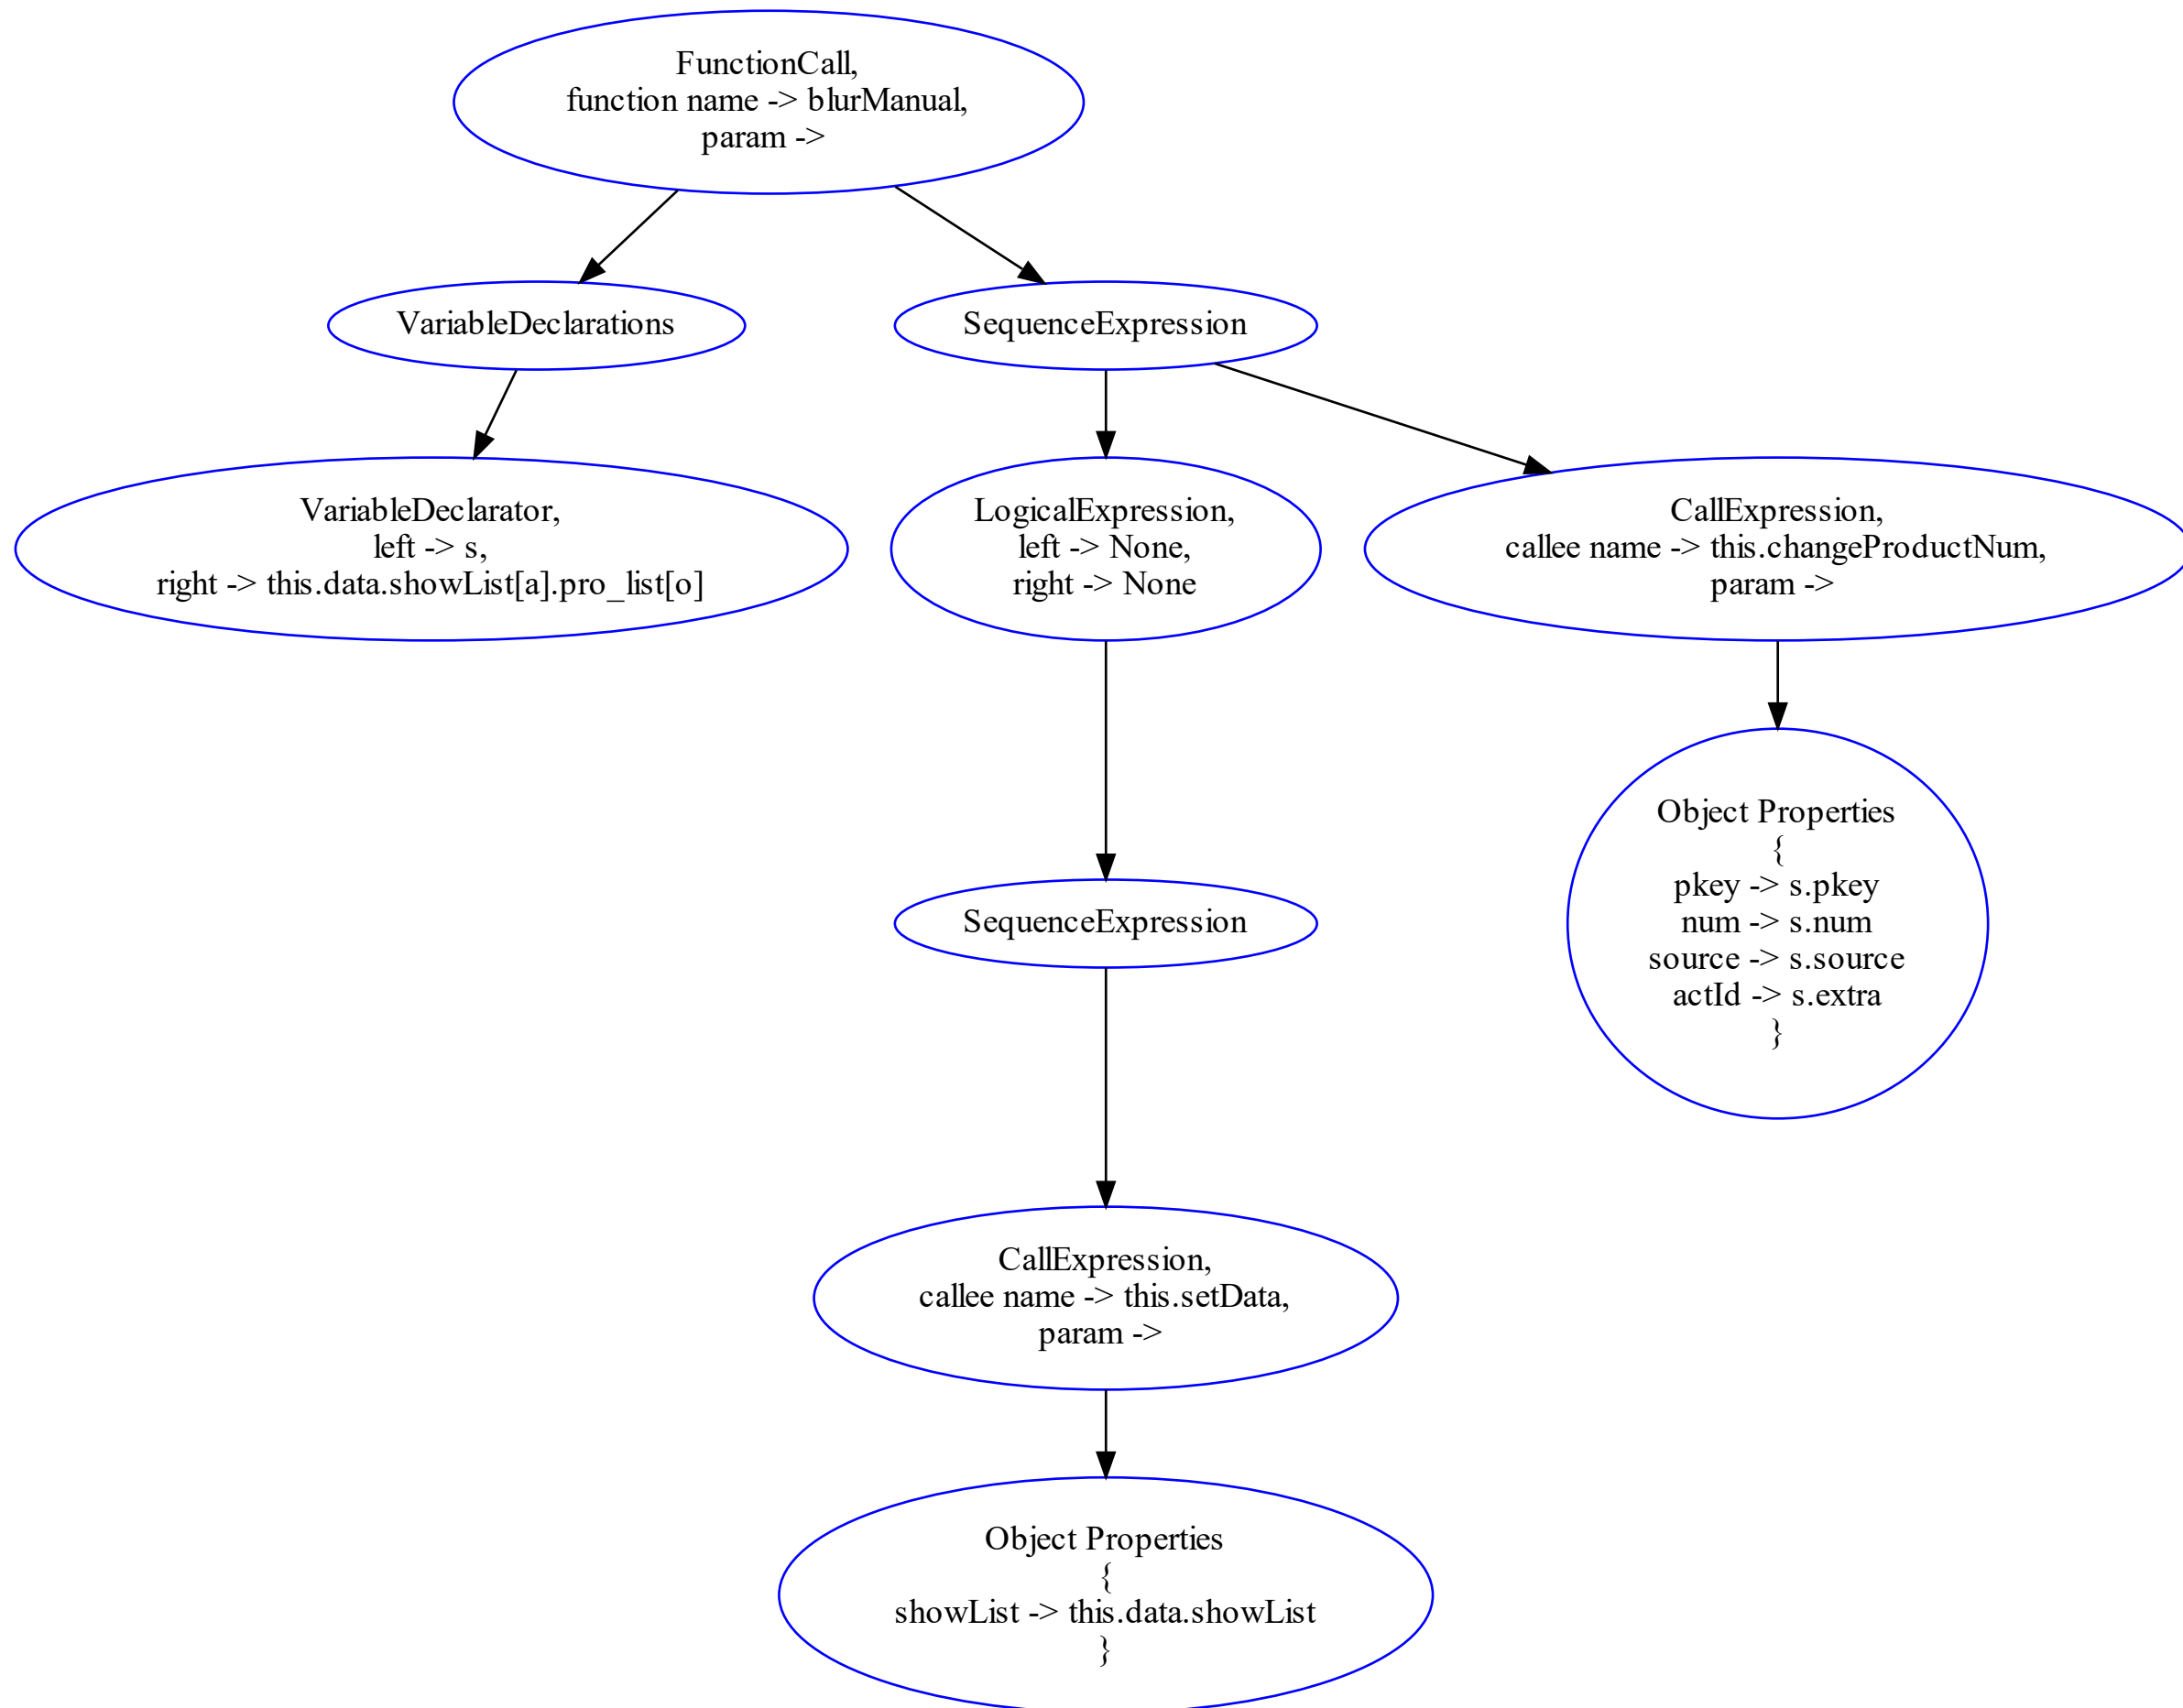 FunctionCall,
function name -> blurManual,
param ->
VariableDeclarations
SequenceExpression
VariableDeclarator,
left -> s,
right -> this.data.showList[a].pro_list[o]
LogicalExpression,
left -> None,
right -> None
CallExpression,
callee name -> this.changeProductNum,
param ->
Object Properties
{
pkey -> s.pkey
num -> s.num
source -> s.source
actId -> s.extra
}
SequenceExpression
CallExpression,
callee name -> this.setData,
param ->
Object Properties
{
showList -> this.data.showList
}